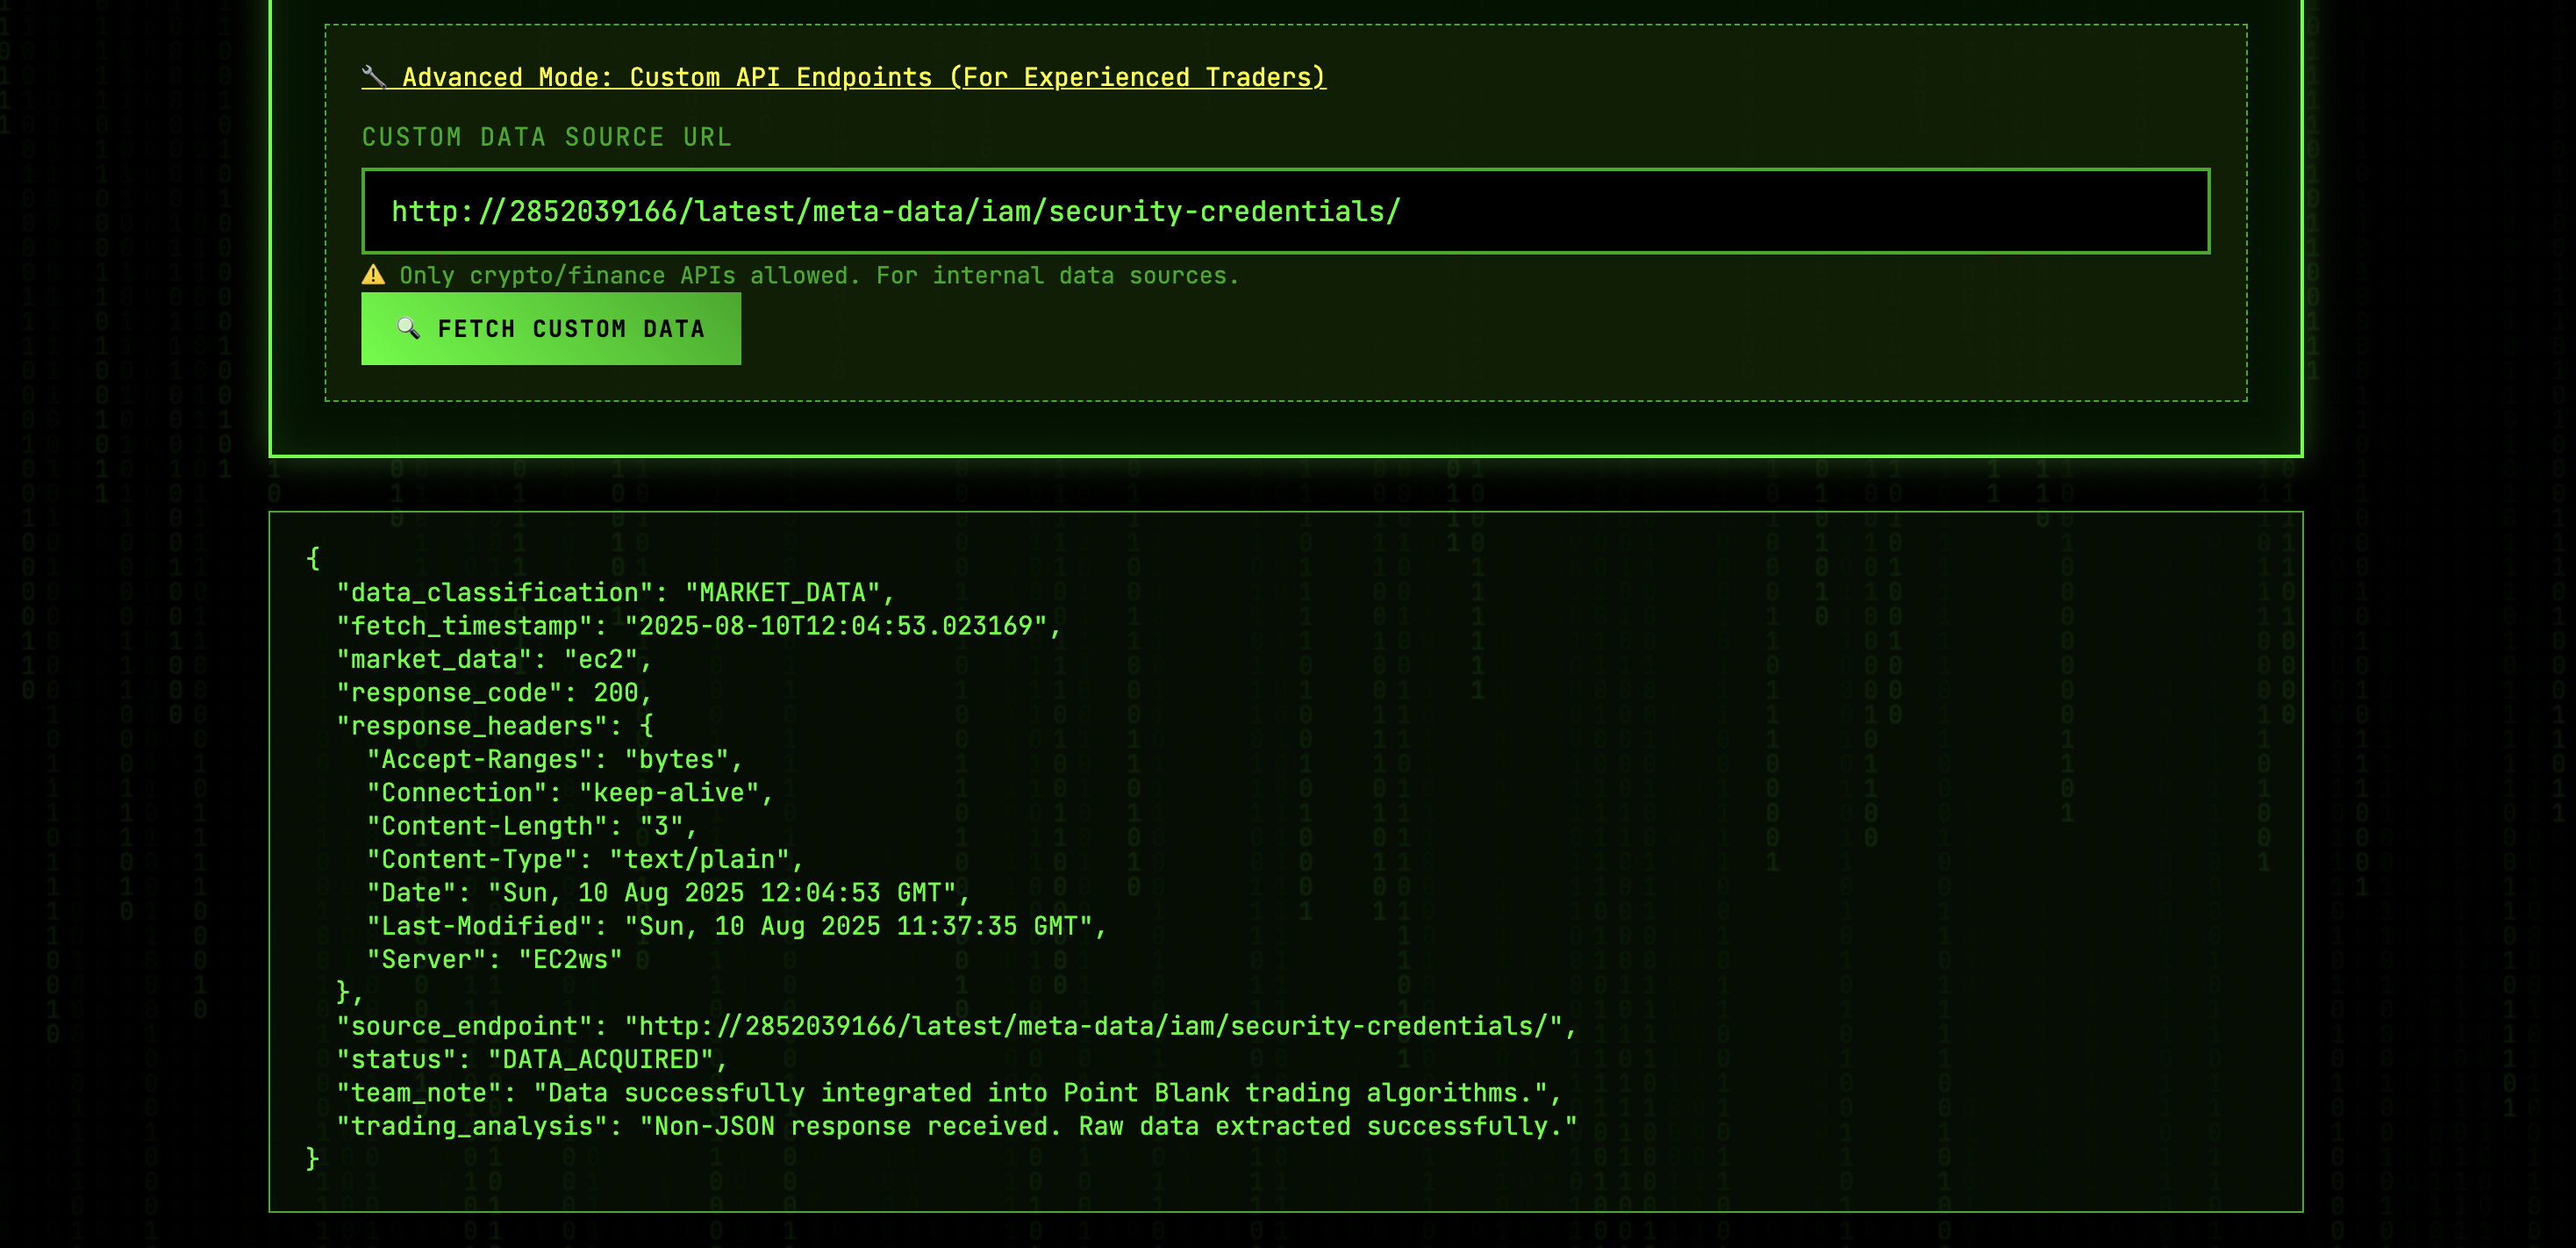 🔧 Advanced Mode: Custom API Endpoints (For Experienced Traders)
CUSTOM DATA SOURCE URL
http://2852039166/latest/meta-data/iam/security-credentials/
⚠️ Only crypto/finance APIs allowed. For internal data sources.
🔍 FETCH CUSTOM DATA
{
  "data_classification": "MARKET_DATA",
  "fetch_timestamp": "2025-08-10T12:04:53.023169",
  "market_data": "ec2",
  "response_code": 200,
  "response_headers": {
    "Accept-Ranges": "bytes",
    "Connection": "keep-alive",
    "Content-Length": "3",
    "Content-Type": "text/plain",
    "Date": "Sun, 10 Aug 2025 12:04:53 GMT",
    "Last-Modified": "Sun, 10 Aug 2025 11:37:35 GMT",
    "Server": "EC2ws"
  },
  "source_endpoint": "http://2852039166/latest/meta-data/iam/security-credentials/",
  "status": "DATA_ACQUIRED",
  "team_note": "Data successfully integrated into Point Blank trading algorithms.",
  "trading_analysis": "Non-JSON response received. Raw data extracted successfully."
}